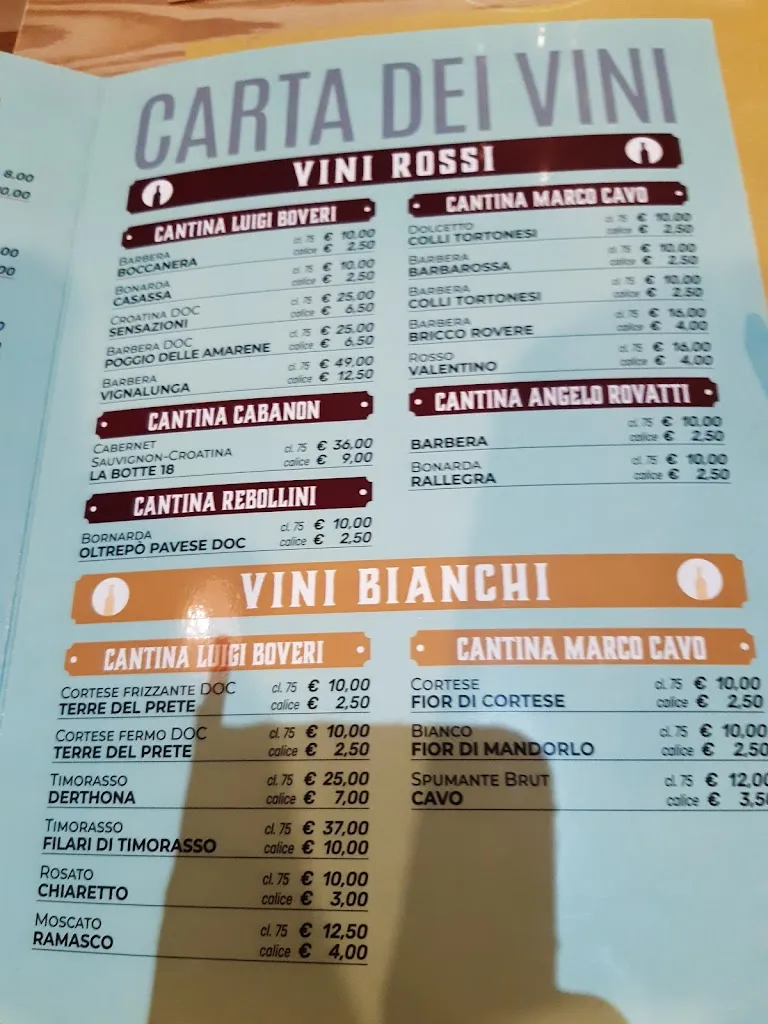 8.00
CARTA DEI VINI
VINI ROSSI
CANTINA LUIGI BOVERI
BARBERA cl. 75 € 10,00
BOCCANERA calice € 2,50
BONARDA cl. 75 € 10,00
CASASSA calice € 2,50
CROATINA DOC cl. 75 € 25,00
SENSAZIONI calice € 6,50
BARBERA DOC cl. 75 € 25,00
POGGIO DELLE AMARENE calice € 6,50
BARBERA cl. 75 € 49,00
VIGNALUNGA calice € 12,50
CANTINA CABANON
CABERNET
SAUVIGNON-CROATINA cl. 75 € 36,00
LA BOTTE 18 calice € 9,00
CANTINA REBOLLINI
BORNARDA cl. 75 € 10,00
OLTREPÒ PAVESE DOC calice € 2,50
CANTINA MARCO CAVO
DOLCETTO cl. 75 € 10,00
COLLI TORTONESI calice € 2,50
BARBERA cl. 75 € 10,00
BARBAROSSA calice € 2,50
BARBERA cl. 75 € 10,00
COLLI TORTONESI calice € 2,50
BARBERA cl. 75 € 16,00
BRICCO ROVERE calice € 4,00
ROSSO cl. 75 € 16,00
VALENTINO calice € 4,00
CANTINA ANGELO ROVATTI
cl. 75 € 10,00
BARBERA calice € 2,50
BONARDA cl. 75 € 10,00
RALLEGRA calice € 2,50
VINI BIANCHI
CANTINA LUIGI BOVERI
CORTESE FRIZZANTE DOC cl. 75 € 10,00
TERRE DEL PRETE calice € 2,50
CORTESE FERMO DOC cl. 75 € 10,00
TERRE DEL PRETE calice € 2,50
TIMORASSO cl. 75 € 25,00
DERTHONA calice € 7,00
TIMORASSO cl. 75 € 37,00
FILARI DI TIMORASSO calice € 10,00
ROSATO cl. 75 € 10,00
CHIARETTO calice € 3,00
MOSCATO cl. 75 € 12,50
RAMASCO calice € 4,00
CANTINA MARCO CAVO
CORTESE cl. 75 € 10,00
FIOR DI CORTESE calice € 2,50
BIANCO cl. 75 € 10,00
FIOR DI MANDORLO calice € 2,50
SPUMANTE BRUT cl. 75 € 12,00
CAVO calice € 3,5